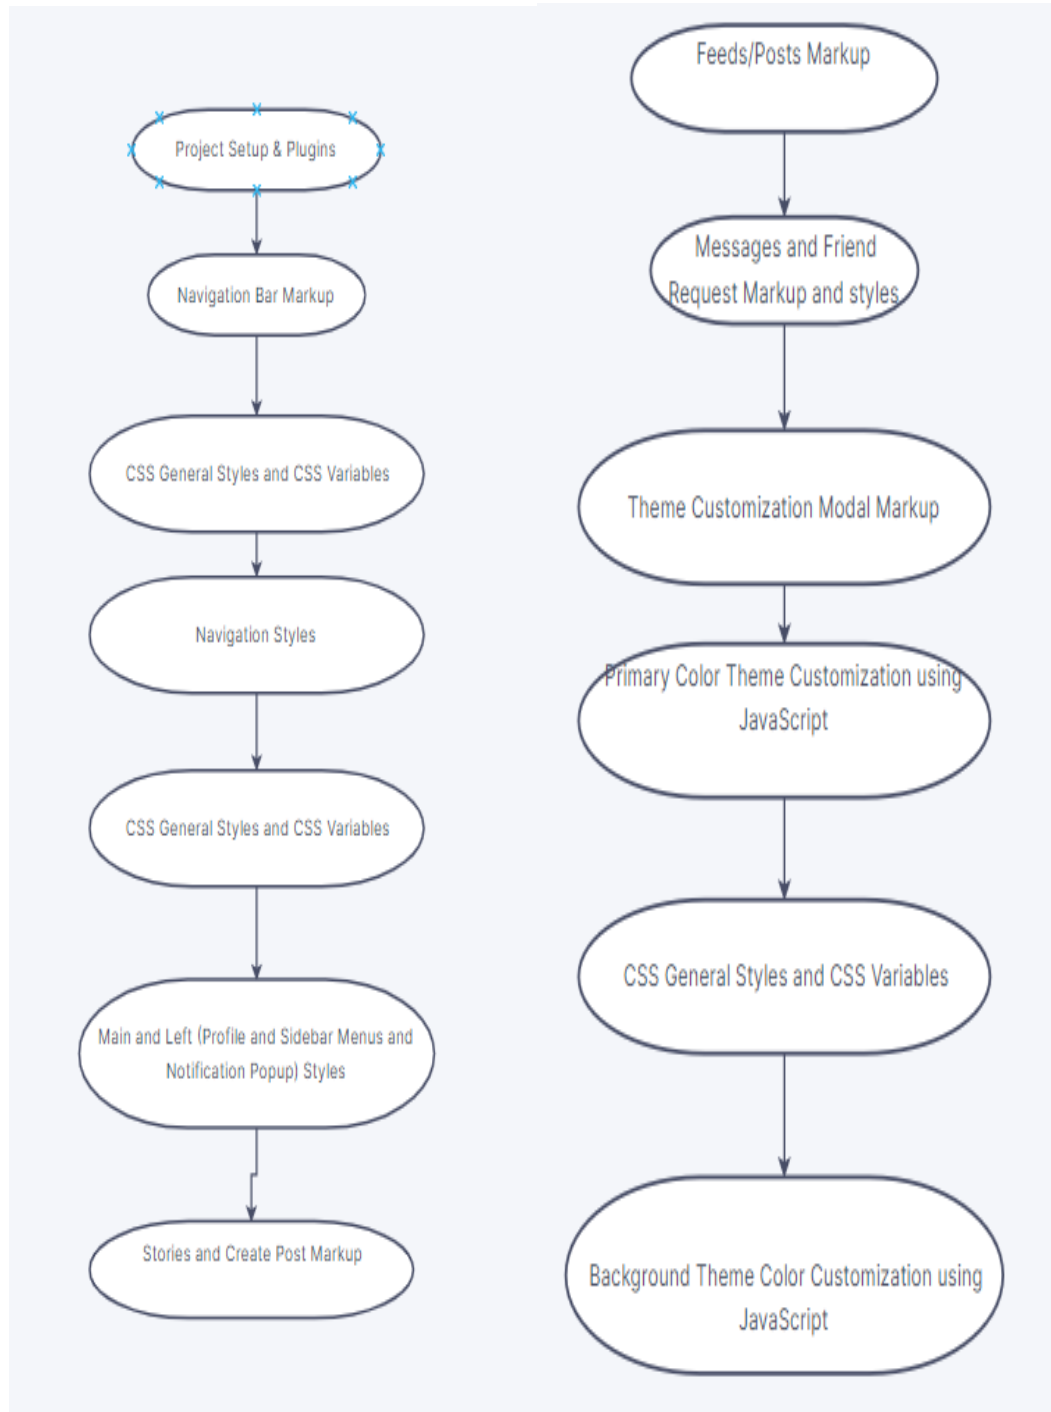 Project Setup & Plugins
Navigation Bar Markup
CSS General Styles and CSS Variables
Navigation Styles
CSS General Styles and CSS Variables
Main and Left (Profile and Sidebar Menus and
Notification Popup) Styles
Stories and Create Post Markup
Feeds/Posts Markup
Messages and Friend
Request Markup and styles
Theme Customization Modal Markup
Primary Color Theme Customization using
JavaScript
CSS General Styles and CSS Variables
Background Theme Color Customization using
JavaScript